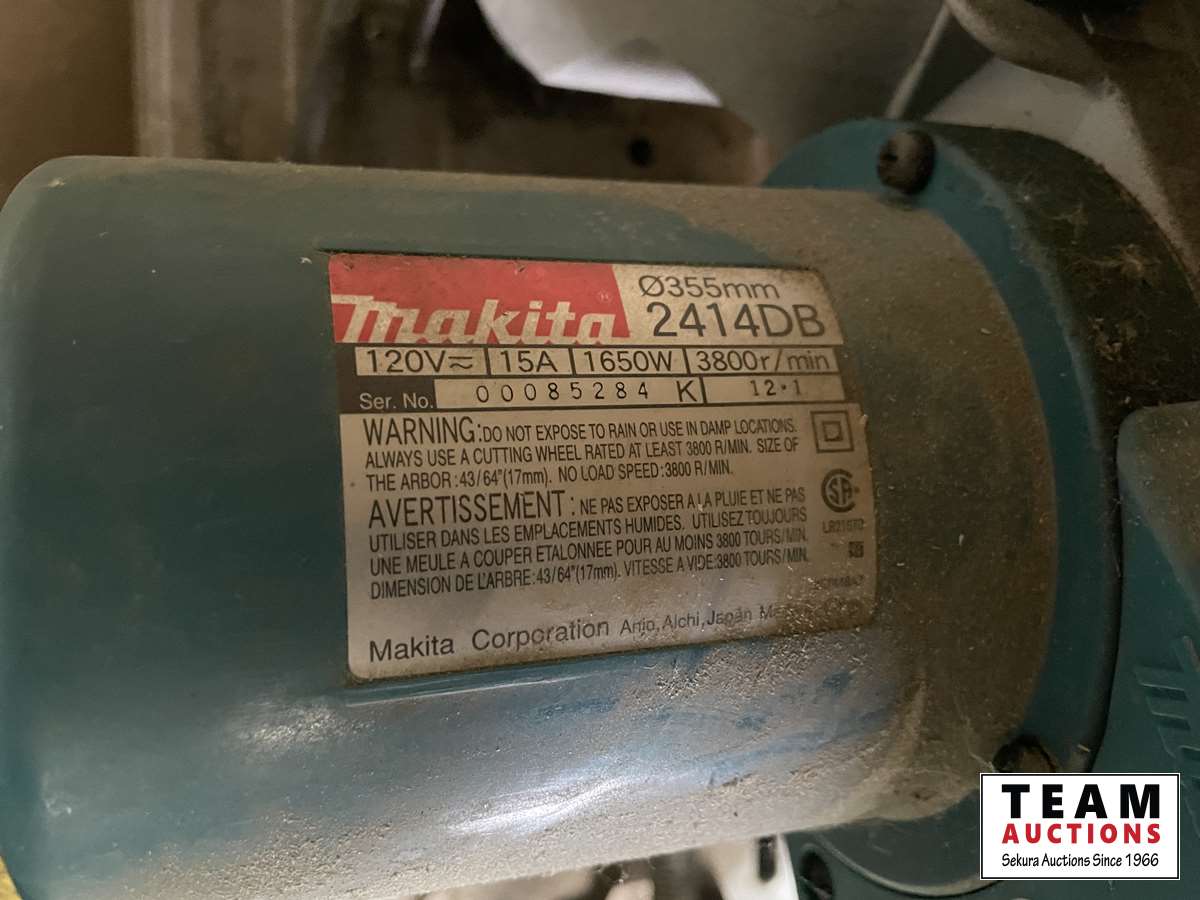 makita®
Ø355mm
2414DB
120V⎓ 15A 1650W 3800r/min
Ser. No. 00085284 K 12・1
WARNING:DO NOT EXPOSE TO RAIN OR USE IN DAMP LOCATIONS.
ALWAYS USE A CUTTING WHEEL RATED AT LEAST 3800 R/MIN. SIZE OF
THE ARBOR:43/64"(17mm). NO LOAD SPEED:3800 R/MIN.
AVERTISSEMENT: NE PAS EXPOSER A LA PLUIE ET NE PAS
UTILISER DANS LES EMPLACEMENTS HUMIDES. UTILISEZ TOUJOURS
UNE MEULE A COUPER ETALONNEE POUR AU MOINS 3800 TOURS/MIN.
DIMENSION DE L'ARBRE:43/64"(17mm). VITESSE A VIDE:3800 TOURS/MIN.
Makita Corporation Anjo, Aichi, Japan
TEAM
AUCTIONS
Sekura Auctions Since 1966